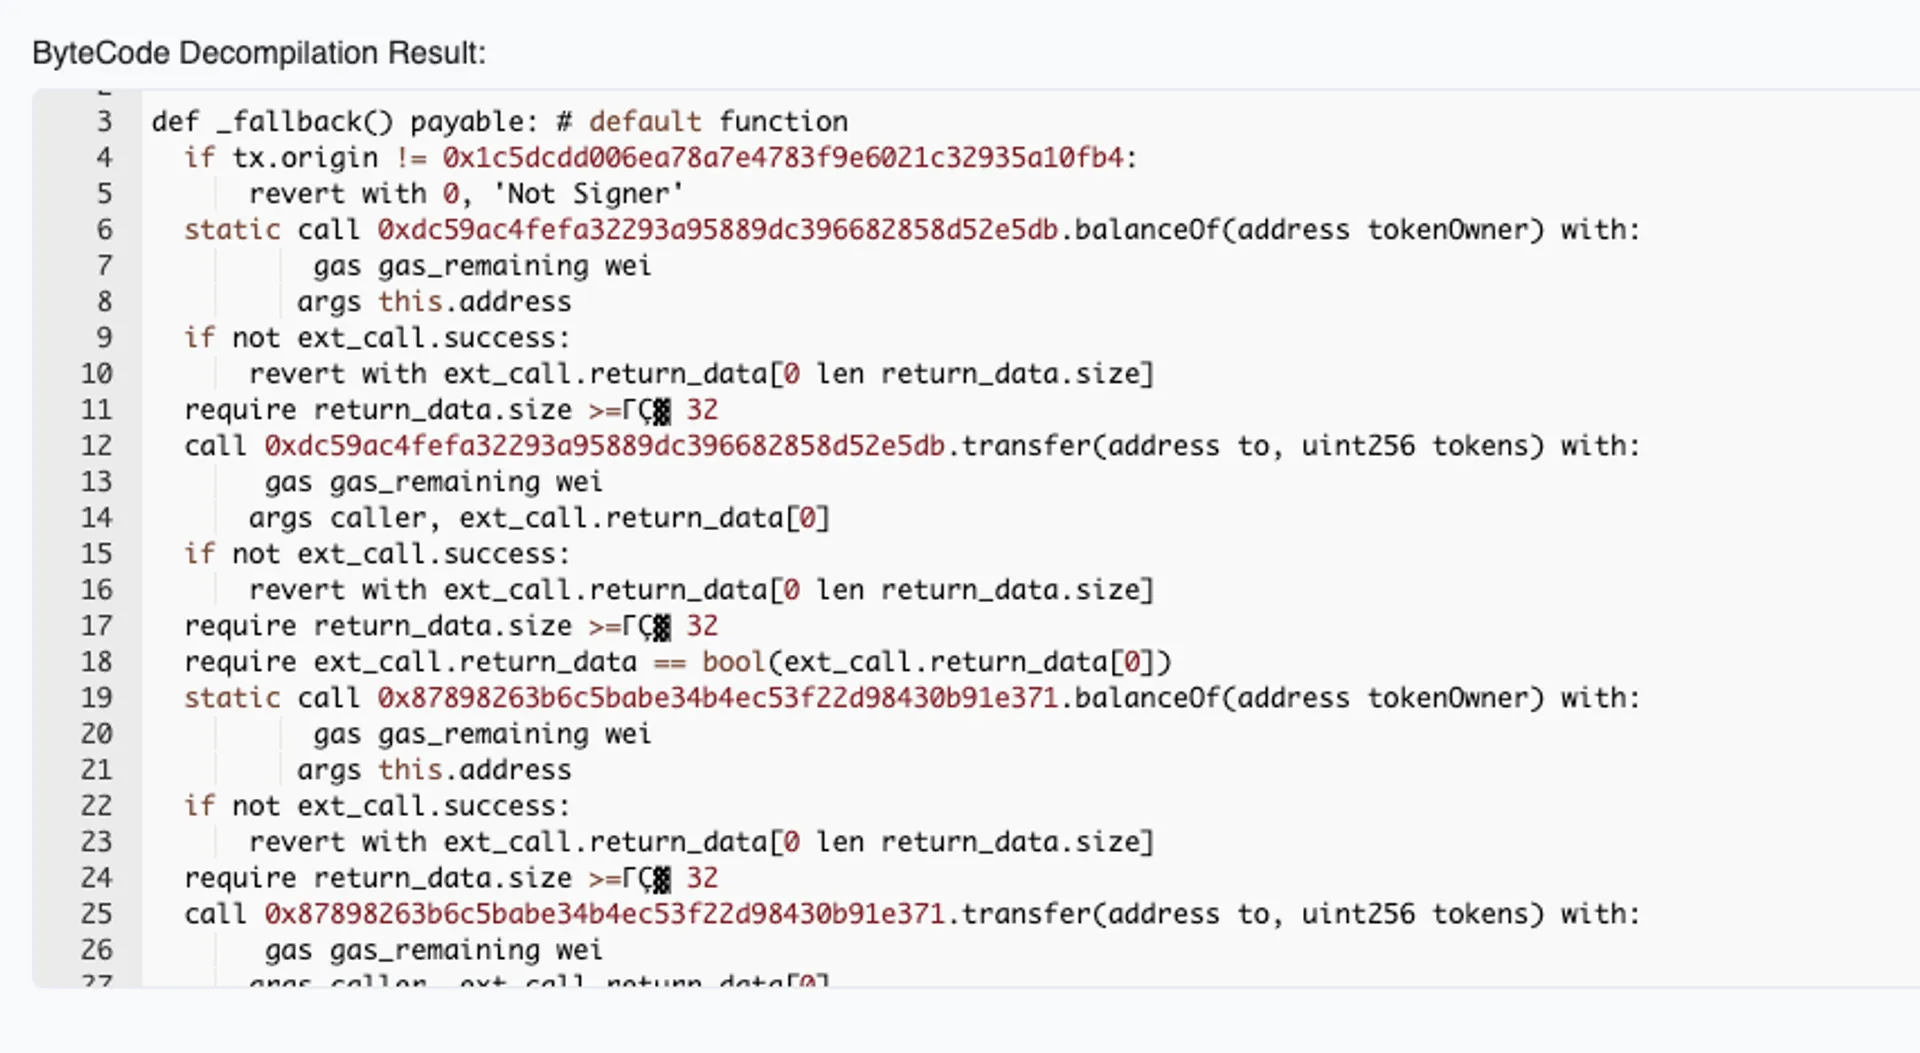 ByteCode Decompilation Result:
3 def _fallback() payable: # default function
4 if tx.origin != 0x1c5dcdd006ea78a7e4783f9e6021c32935a10fb4:
5 revert with 0, 'Not Signer'
6 static call 0xdc59ac4fefa32293a95889dc396682858d52e5db.balanceOf(address tokenOwner) with:
7 gas gas_remaining wei
8 args this.address
9 if not ext_call.success:
10 revert with ext_call.return_data[0 len return_data.size]
11 require return_data.size >=ΓÇ▓ 32
12 call 0xdc59ac4fefa32293a95889dc396682858d52e5db.transfer(address to, uint256 tokens) with:
13 gas gas_remaining wei
14 args caller, ext_call.return_data[0]
15 if not ext_call.success:
16 revert with ext_call.return_data[0 len return_data.size]
17 require return_data.size >=ΓÇ▓ 32
18 require ext_call.return_data == bool(ext_call.return_data[0])
19 static call 0x87898263b6c5babe34b4ec53f22d98430b91e371.balanceOf(address tokenOwner) with:
20 gas gas_remaining wei
21 args this.address
22 if not ext_call.success:
23 revert with ext_call.return_data[0 len return_data.size]
24 require return_data.size >=ΓÇ▓ 32
25 call 0x87898263b6c5babe34b4ec53f22d98430b91e371.transfer(address to, uint256 tokens) with:
26 gas gas_remaining wei
27 args caller, ext_call.return_data[0]